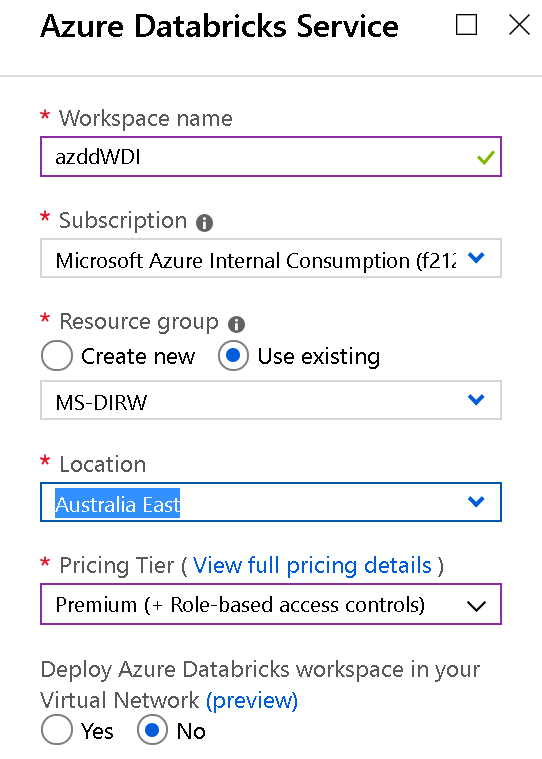 Azure Databricks Service
* Workspace name
azddWDI
* Subscription
Microsoft Azure Internal Consumption (f212
* Resource group
Create new Use existing
MS-DIRW
* Location
Australia East
* Pricing Tier ( View full pricing details )
Premium (+ Role-based access controls)
Deploy Azure Databricks workspace in your
Virtual Network (preview)
Yes No